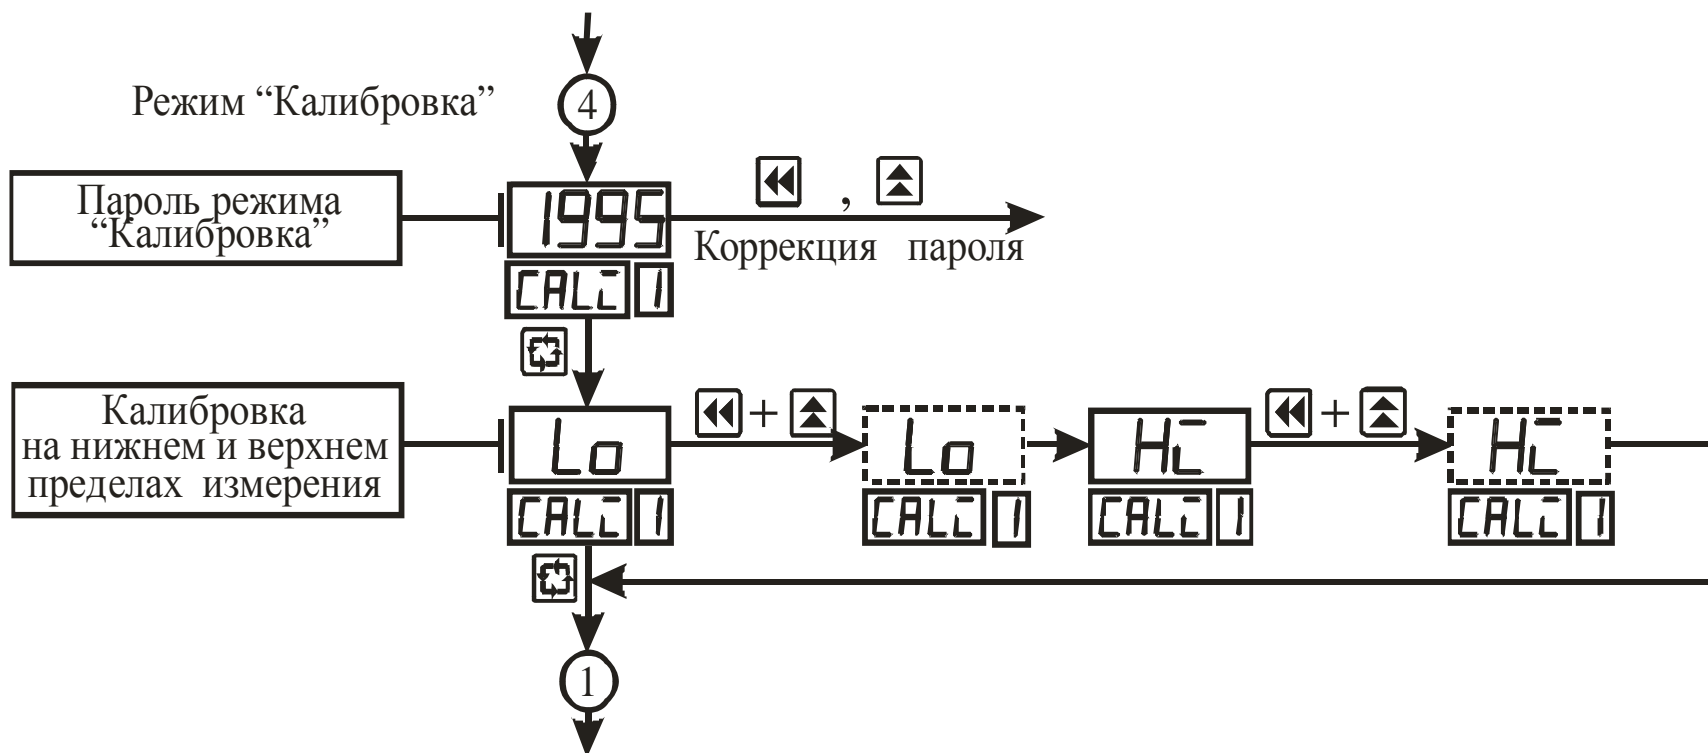 Режим “Калибровка”
4
Пароль режима
“Калибровка”
1995
,
Коррекция пароля
CALi 1
Калибровка
на нижнем и верхнем
пределах измерения
Lo
+
Lo
Hi
+
Hi
CALi 1
CALi 1
CALi 1
CALi 1
1